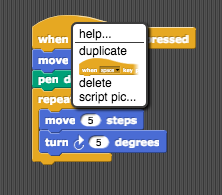 help...
when pressed
duplicate
move
when space key
pen d
delete
repea
script pic...
move 5 steps
turn 5 degrees